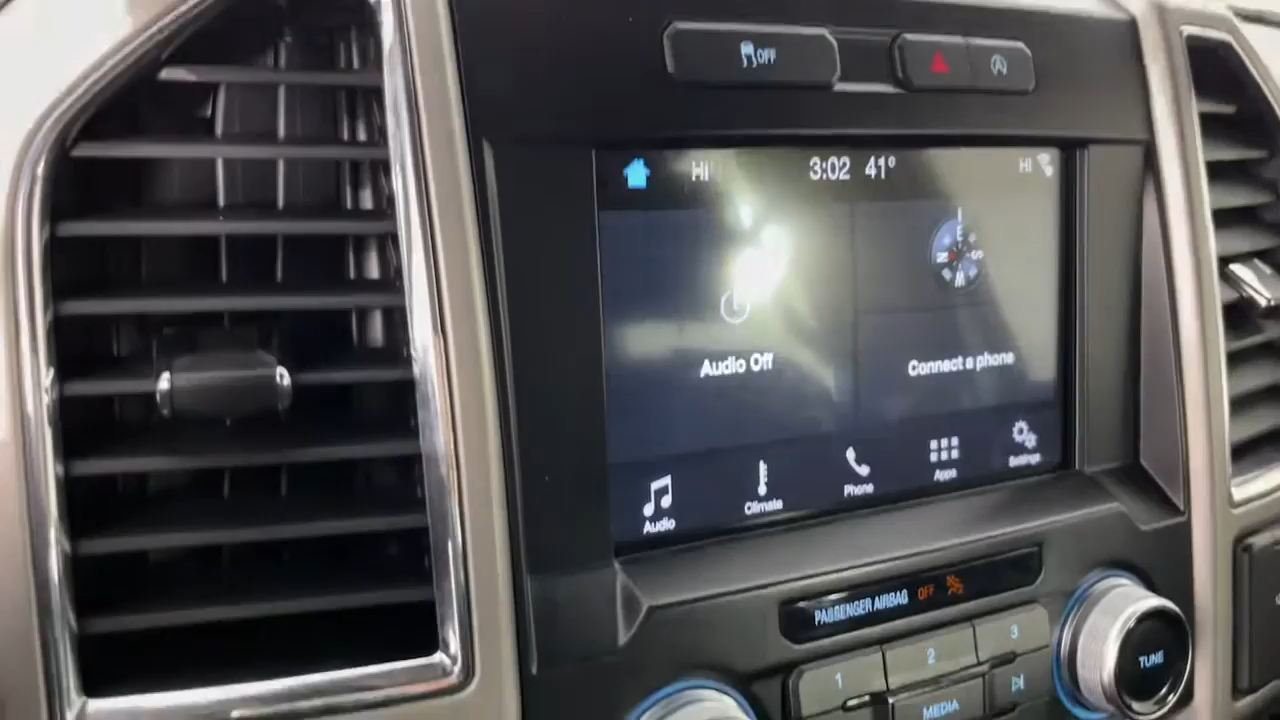 OFF
HI 3:02 41° HI
E
N S
W
Audio Off
Connect a phone
Audio Climate Phone Apps Settings
PASSENGER AIRBAG OFF
1 2 3
MEDIA
TUNE